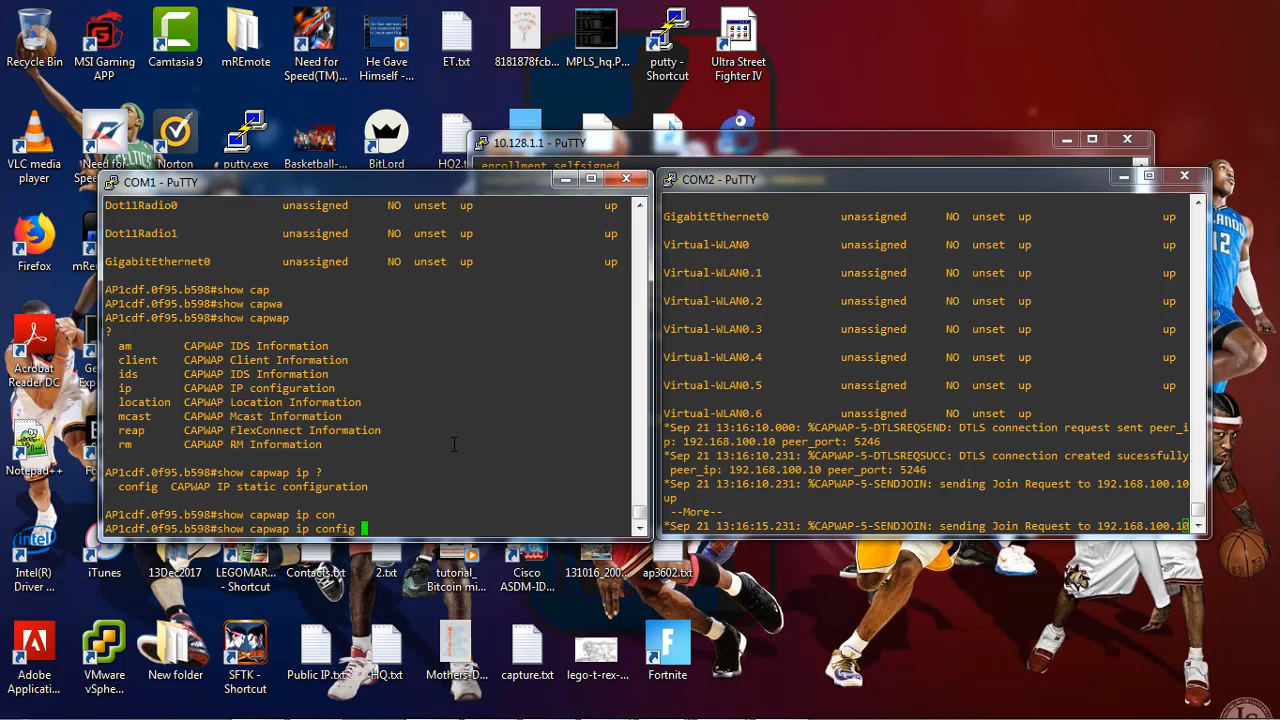 Recycle Bin
MSI Gaming APP
Camtasia 9
mREmote
Need for Speed(TM)...
He Gave Himself -...
ET.txt
8181878fcb...
MPLS_hq.P...
putty - Shortcut
Ultra Street Fighter IV
VLC media player
Need for
Norton
putty.exe
Basketball-
BitLord
HQ2.
10.128.1.1 - PuTTY
enrollment selfsigned
COM1 - PuTTY
Dot11Radio0 unassigned NO unset up up
Dot11Radio1 unassigned NO unset up up
GigabitEthernet0 unassigned NO unset up up
AP1cdf.0f95.b598#show cap
AP1cdf.0f95.b598#show capwa
AP1cdf.0f95.b598#show capwap
?
am CAPWAP IDS Information
client CAPWAP Client Information
ids CAPWAP IDS Information
ip CAPWAP IP configuration
location CAPWAP Location Information
mcast CAPWAP Mcast Information
reap CAPWAP FlexConnect Information
rm CAPWAP RM Information
AP1cdf.0f95.b598#show capwap ip ?
config CAPWAP IP static configuration
AP1cdf.0f95.b598#show capwap ip con
AP1cdf.0f95.b598#show capwap ip config
COM2 - PuTTY
GigabitEthernet0 unassigned NO unset up up
Virtual-WLAN0 unassigned NO unset up up
Virtual-WLAN0.1 unassigned NO unset up up
Virtual-WLAN0.2 unassigned NO unset up up
Virtual-WLAN0.3 unassigned NO unset up up
Virtual-WLAN0.4 unassigned NO unset up up
Virtual-WLAN0.5 unassigned NO unset up up
Virtual-WLAN0.6 unassigned NO unset up
*Sep 21 13:16:10.000: %CAPWAP-5-DTLSREQSEND: DTLS connection request sent peer_i
p: 192.168.100.10 peer_port: 5246
*Sep 21 13:16:10.231: %CAPWAP-5-DTLSREQSUCC: DTLS connection created sucessfully
peer_ip: 192.168.100.10 peer_port: 5246
*Sep 21 13:16:10.231: %CAPWAP-5-SENDJOIN: sending Join Request to 192.168.100.10
up
--More--
*Sep 21 13:16:15.231: %CAPWAP-5-SENDJOIN: sending Join Request to 192.168.100.10
Firefox
Acrobat Reader DC
Notepad++
Intel(R) Driver ...
iTunes
13Dec2017
LEGOMAR... - Shortcut
Contacts.txt
2.txt
tutorial_ Bitcoin mi...
Cisco ASDM-ID...
131016_200...
ap3602.txt
Adobe Applicati...
VMware vSphe...
New folder
SFTK - Shortcut
Public IP.txt
HQ.txt
Mothers-D...
capture.txt
lego-t-rex-...
Fortnite
CELTICS
12